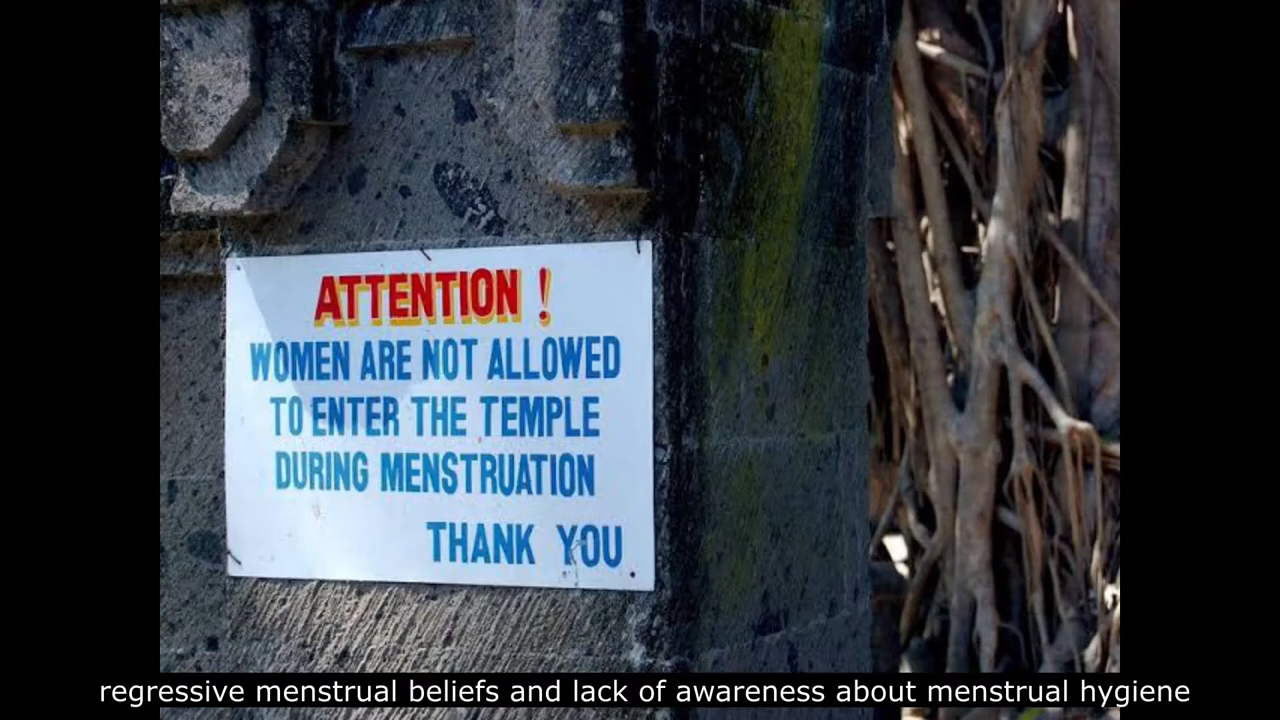 ATTENTION !
WOMEN ARE NOT ALLOWED
TO ENTER THE TEMPLE
DURING MENSTRUATION
THANK YOU
regressive menstrual beliefs and lack of awareness about menstrual hygiene